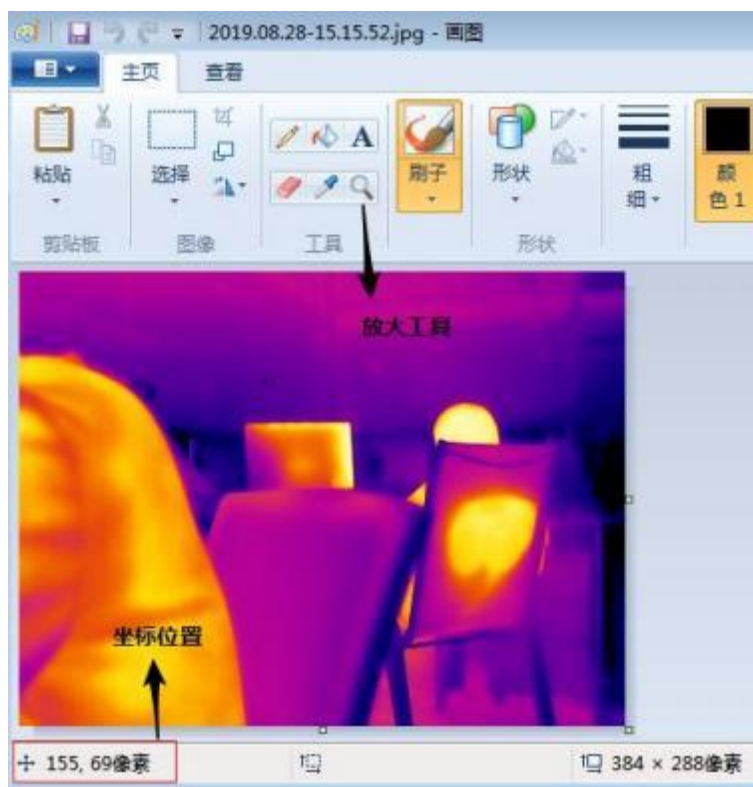 2019.08.28-15.15.52.jpg - 画图
主页 查看
粘贴 选择 A 刷子 形状 粗细 颜色 1
剪贴板 图像 工具 形状
放大工具
坐标位置
155, 69像素 384 × 288像素